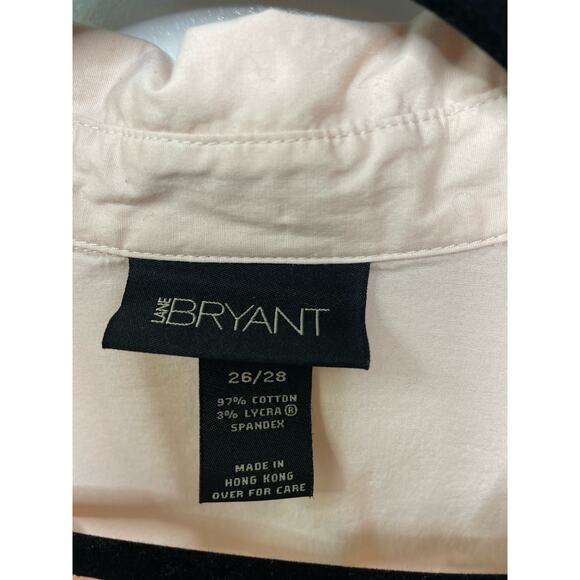 LANE BRYANT
26/28
97% COTTON
3% LYCRA®
SPANDEX
MADE IN
HONG KONG
OVER FOR CARE